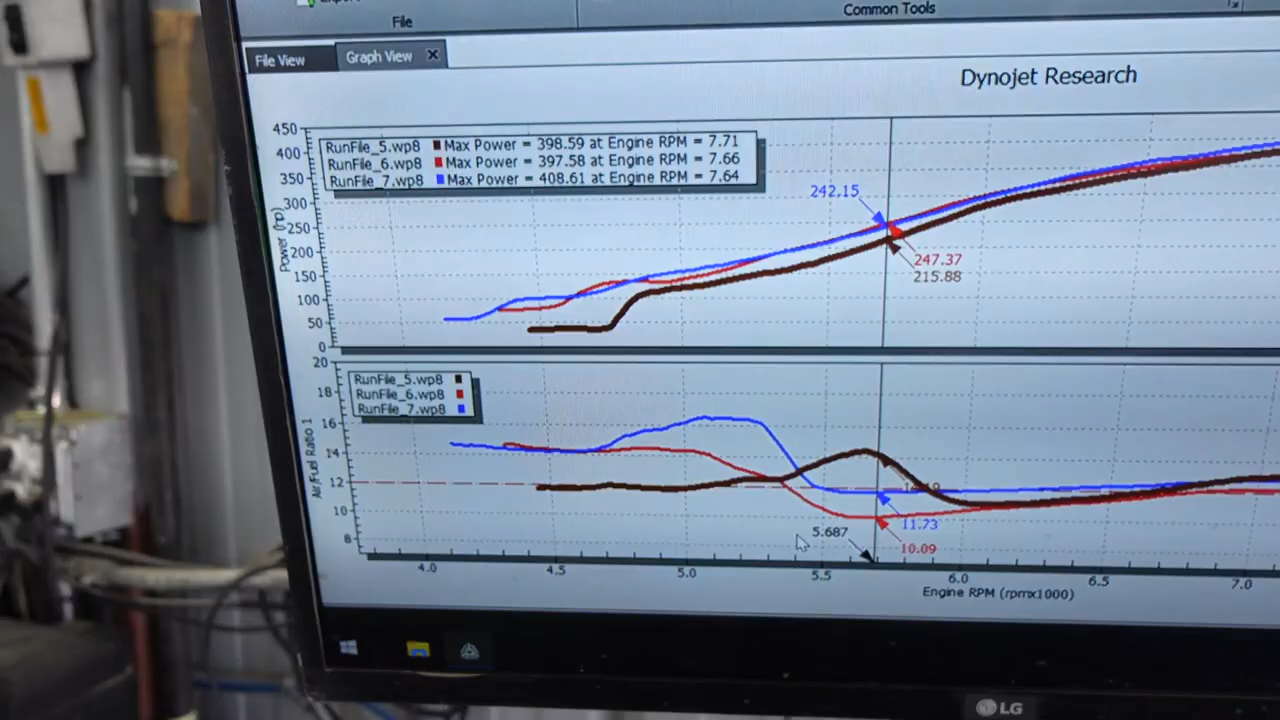 File
Common Tools
File View
Graph View
Dynojet Research
450
400
350
300
250
200
150
100
50
0
Power (hp)
RunFile_5.wp8 Max Power = 398.59 at Engine RPM = 7.71
RunFile_6.wp8 Max Power = 397.58 at Engine RPM = 7.66
RunFile_7.wp8 Max Power = 408.61 at Engine RPM = 7.64
242.15
247.37
215.88
20
18
16
14
12
10
8
Air/Fuel Ratio 1
RunFile_5.wp8
RunFile_6.wp8
RunFile_7.wp8
11.73
5.687
10.09
4.0 4.5 5.0 5.5 6.0 6.5 7.0
Engine RPM (rpmx1000)
LG